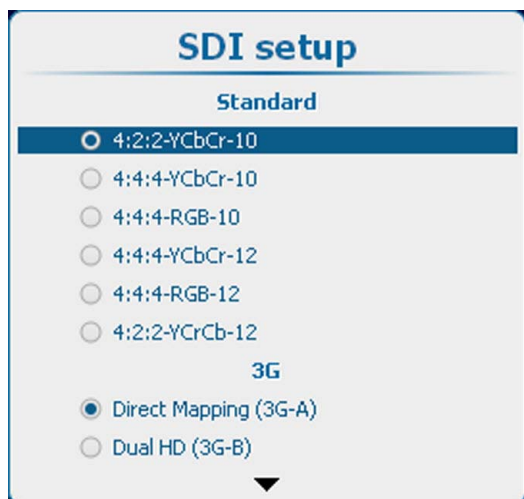 SDI setup
Standard
4:2:2-YCbCr-10
4:4:4-YCbCr-10
4:4:4-RGB-10
4:4:4-YCbCr-12
4:4:4-RGB-12
4:2:2-YCrCb-12
3G
Direct Mapping (3G-A)
Dual HD (3G-B)